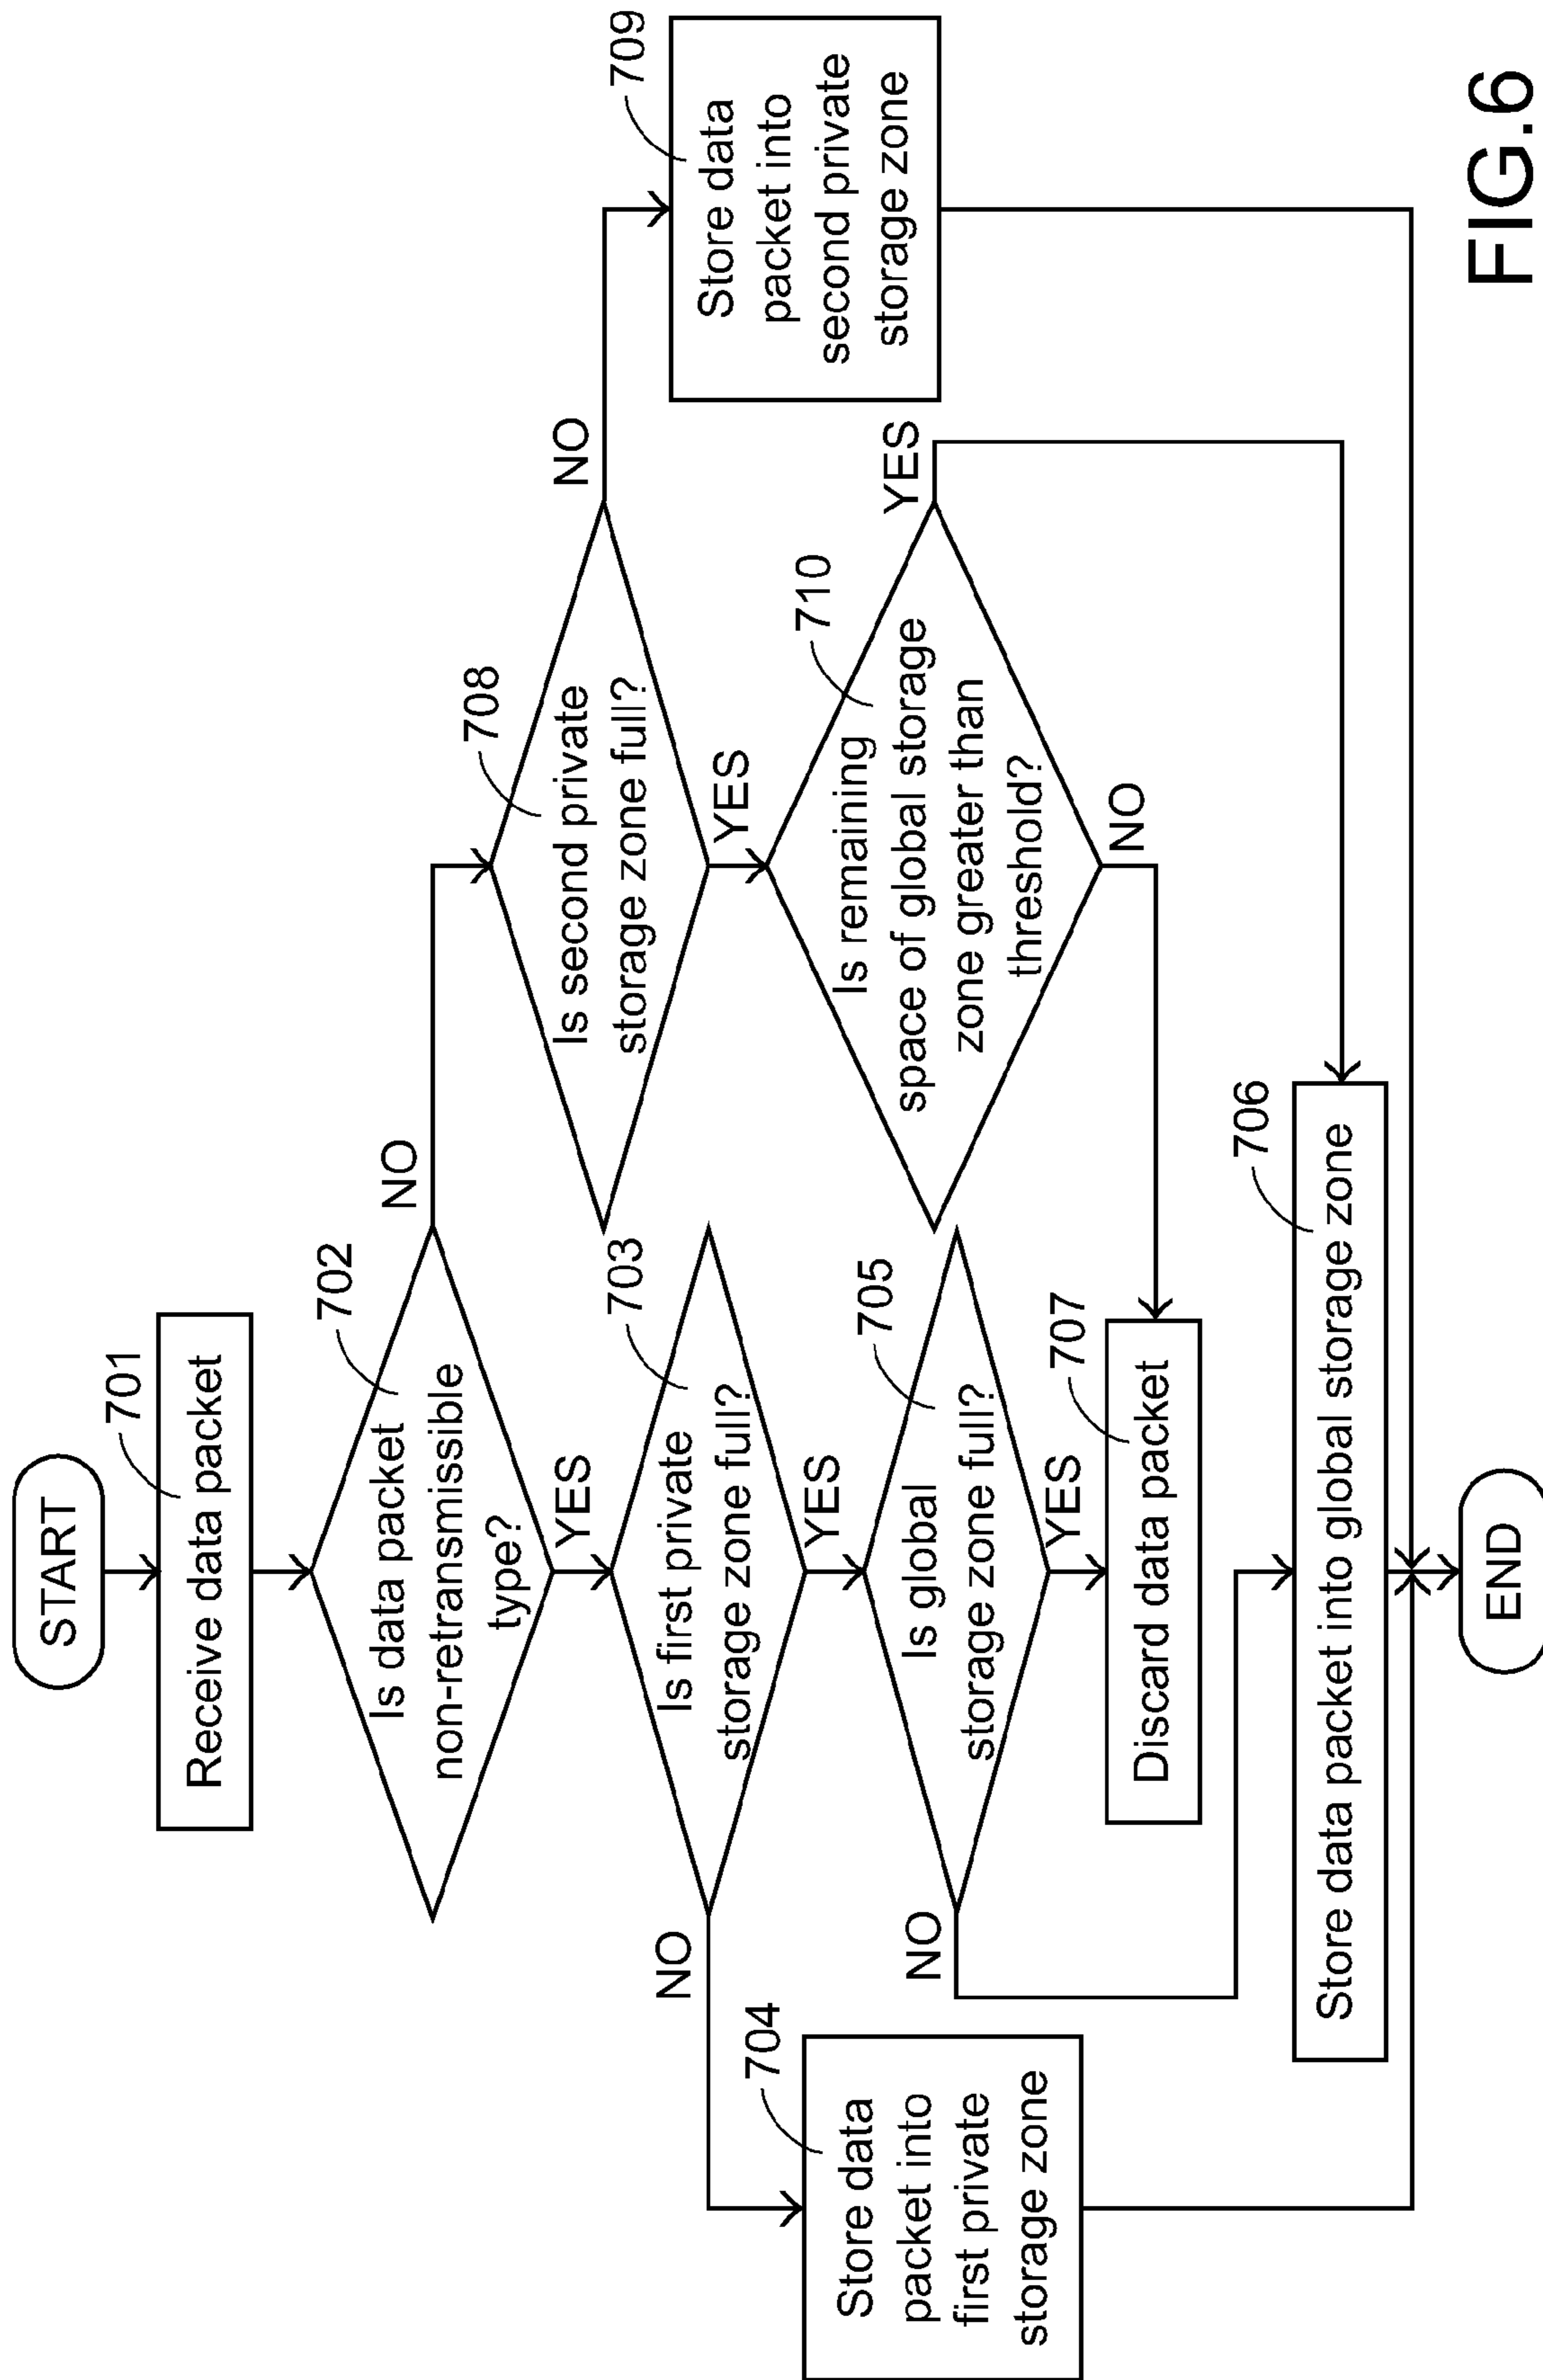 START
701
Receive data packet
702
Is data packet
non-retransmissible
type?
NO
YES
703
Is first private
storage zone full?
NO
YES
704
Store data
packet into
first private
storage zone
705
Is global
storage zone full?
NO
YES
707
Discard data packet
708
Is second private
storage zone full?
NO
YES
709
Store data
packet into
second private
storage zone
710
Is remaining
space of global storage
zone greater than
threshold?
YES
NO
706
Store data packet into global storage zone
END
FIG.6